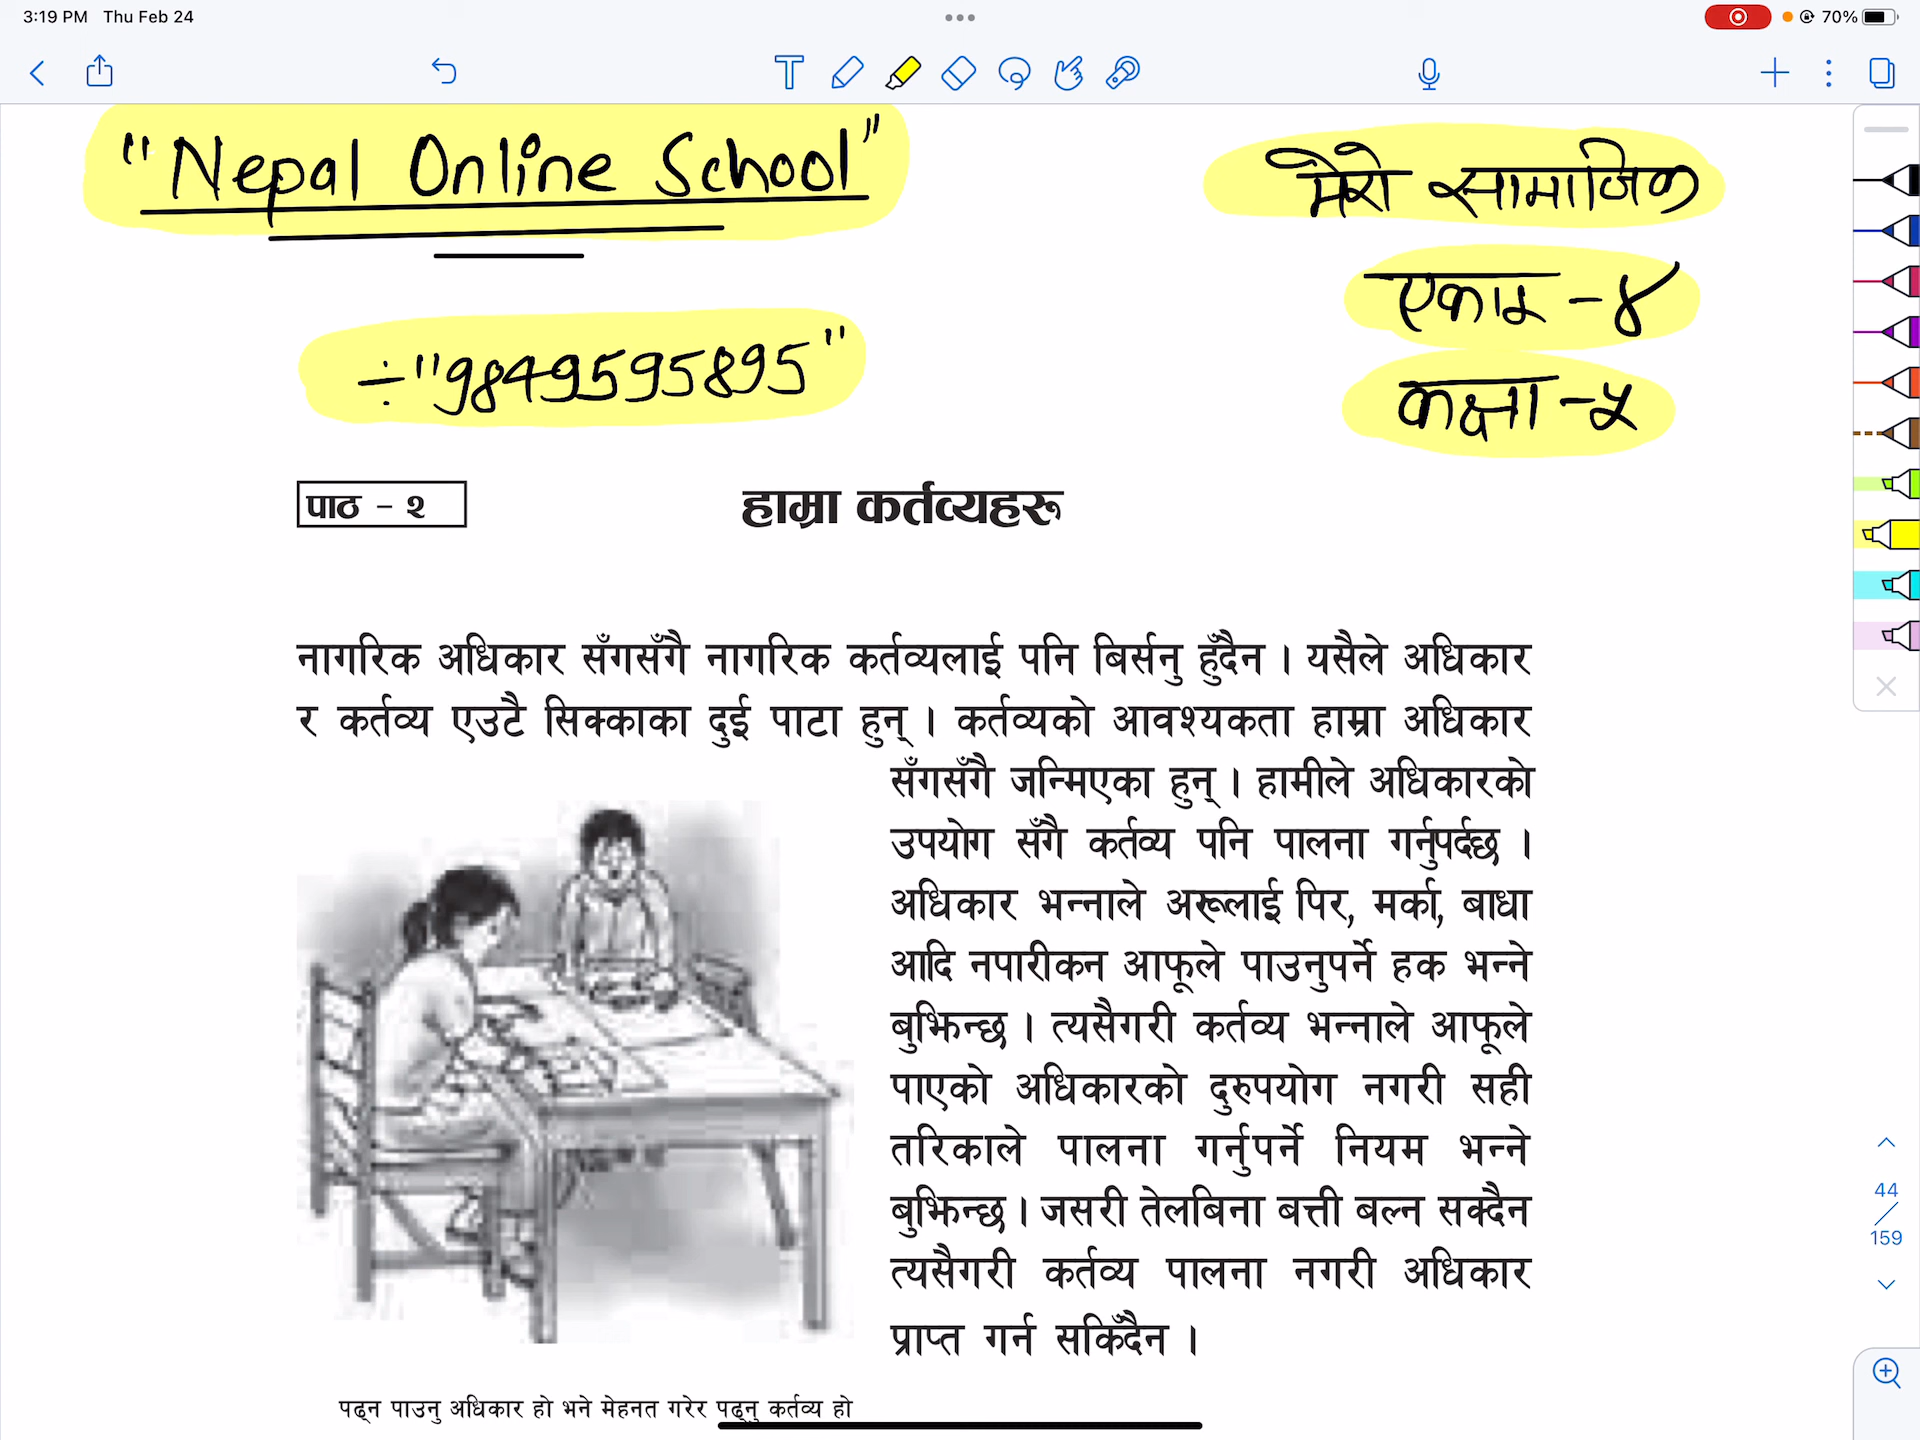 3:19 PM Thu Feb 24
70%
"Nepal Online School"
मेरो सामाजिक
एकाइ - ४
÷"9849595895"
कक्षा - ५
पाठ - २
हाम्रा कर्तव्यहरू
नागरिक अधिकार सँगसँगै नागरिक कर्तव्यलाई पनि बिर्सनु हुँदैन । यसैले अधिकार
र कर्तव्य एउटै सिक्काका दुई पाटा हुन् । कर्तव्यको आवश्यकता हाम्रा अधिकार
सँगसँगै जन्मिएका हुन् । हामीले अधिकारको
उपयोग सँगै कर्तव्य पनि पालना गर्नुपर्दछ ।
अधिकार भन्नाले अरूलाई पिर, मर्का, बाधा
आदि नपारीकन आफूले पाउनुपर्ने हक भन्ने
बुझिन्छ । त्यसैगरी कर्तव्य भन्नाले आफूले
पाएको अधिकारको दुरुपयोग नगरी सही
तरिकाले पालना गर्नुपर्ने नियम भन्ने
बुझिन्छ । जसरी तेलबिना बत्ती बल्न सक्दैन
त्यसैगरी कर्तव्य पालना नगरी अधिकार
प्राप्त गर्न सकिँदैन ।
पढ्न पाउनु अधिकार हो भने मेहनत गरेर पढ्नु कर्तव्य हो
44
/
159